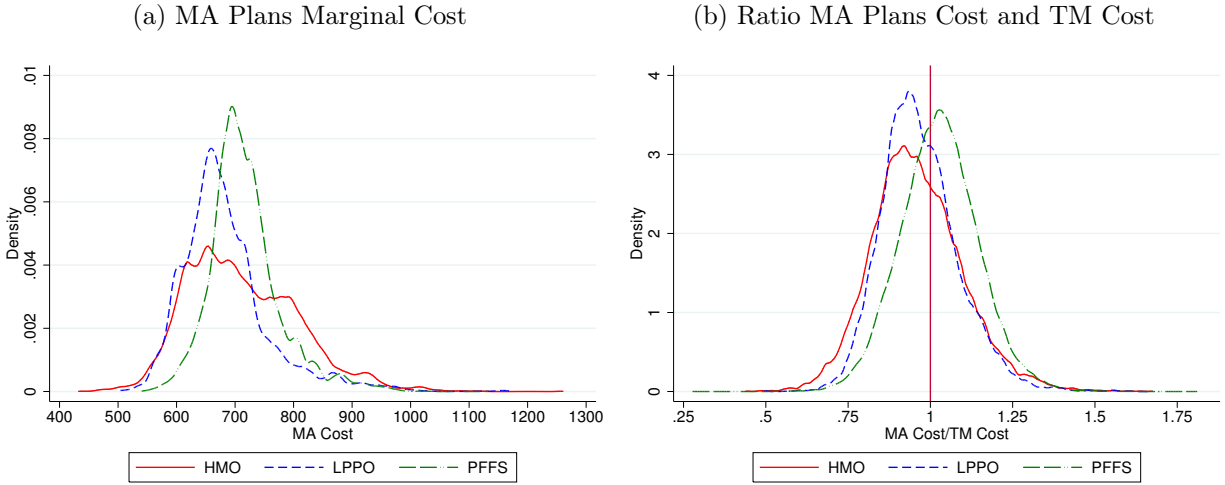 (a) MA Plans Marginal Cost
Density
0 .002 .004 .006 .008 .01
400 500 600 700 800 900 1000 1100 1200 1300
MA Cost
HMO LPPO PFFS
(b) Ratio MA Plans Cost and TM Cost
Density
0 1 2 3 4
.25 .5 .75 1 1.25 1.5 1.75
MA Cost/TM Cost
HMO LPPO PFFS